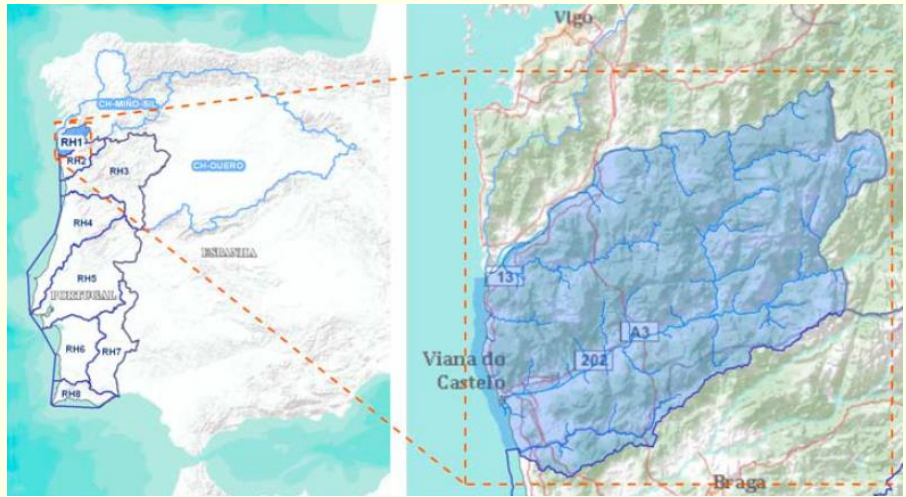 CH-MIÑO-SIL
RH1
RH2
RH3
CH-DUERO
RH4
ESPANHA
RH5
PORTUGAL
RH6
RH7
RH8
Vigo
13
A3
202
Viana do
Castelo
Braga